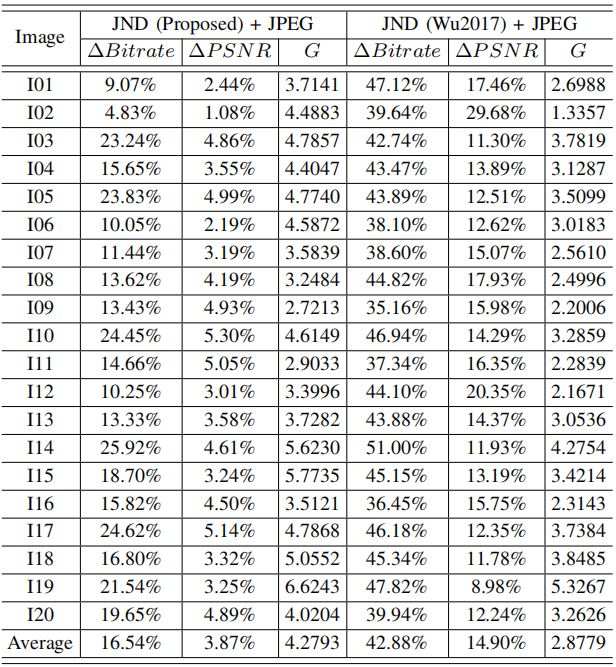 Image JND (Proposed) + JPEG JND (Wu2017) + JPEG
ΔBitrate ΔPSNR G ΔBitrate ΔPSNR G
I01 9.07% 2.44% 3.7141 47.12% 17.46% 2.6988
I02 4.83% 1.08% 4.4883 39.64% 29.68% 1.3357
I03 23.24% 4.86% 4.7857 42.74% 11.30% 3.7819
I04 15.65% 3.55% 4.4047 43.47% 13.89% 3.1287
I05 23.83% 4.99% 4.7740 43.89% 12.51% 3.5099
I06 10.05% 2.19% 4.5872 38.10% 12.62% 3.0183
I07 11.44% 3.19% 3.5839 38.60% 15.07% 2.5610
I08 13.62% 4.19% 3.2484 44.82% 17.93% 2.4996
I09 13.43% 4.93% 2.7213 35.16% 15.98% 2.2006
I10 24.45% 5.30% 4.6149 46.94% 14.29% 3.2859
I11 14.66% 5.05% 2.9033 37.34% 16.35% 2.2839
I12 10.25% 3.01% 3.3996 44.10% 20.35% 2.1671
I13 13.33% 3.58% 3.7282 43.88% 14.37% 3.0536
I14 25.92% 4.61% 5.6230 51.00% 11.93% 4.2754
I15 18.70% 3.24% 5.7735 45.15% 13.19% 3.4214
I16 15.82% 4.50% 3.5121 36.45% 15.75% 2.3143
I17 24.62% 5.14% 4.7868 46.18% 12.35% 3.7384
I18 16.80% 3.32% 5.0552 45.34% 11.78% 3.8485
I19 21.54% 3.25% 6.6243 47.82% 8.98% 5.3267
I20 19.65% 4.89% 4.0204 39.94% 12.24% 3.2626
Average 16.54% 3.87% 4.2793 42.88% 14.90% 2.8779